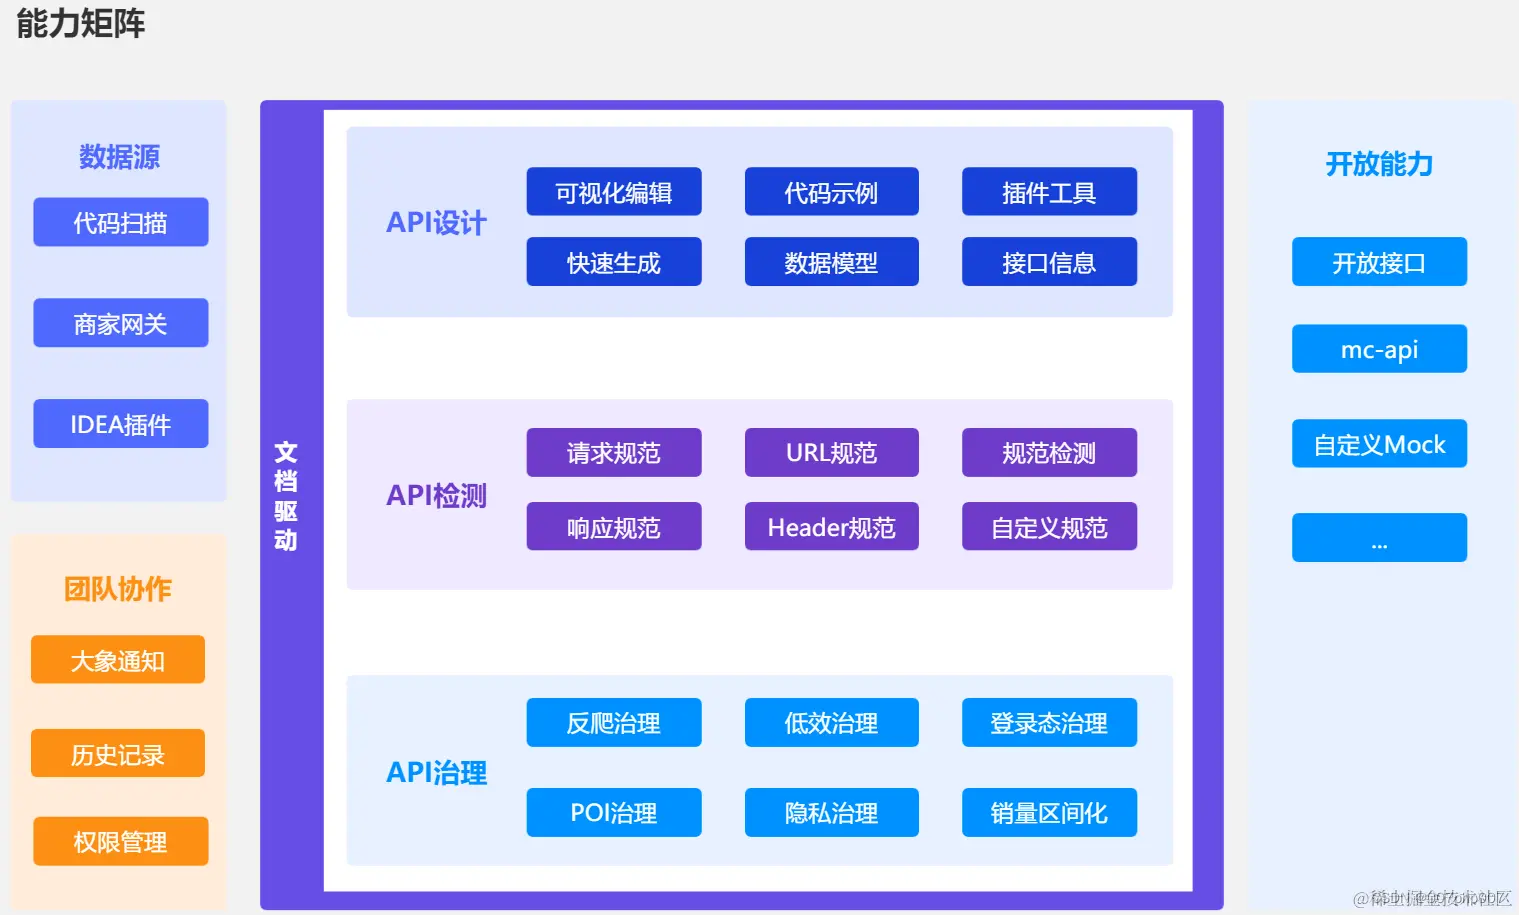 能力矩阵
数据源
代码扫描
商家网关
IDEA插件
团队协作
大象通知
历史记录
权限管理
文档驱动
API设计
可视化编辑
代码示例
插件工具
快速生成
数据模型
接口信息
API检测
请求规范
URL规范
规范检测
响应规范
Header规范
自定义规范
API治理
反爬治理
低效治理
登录态治理
POI治理
隐私治理
销量区间化
开放能力
开放接口
mc-api
自定义Mock
...
@稀土掘金技术社区